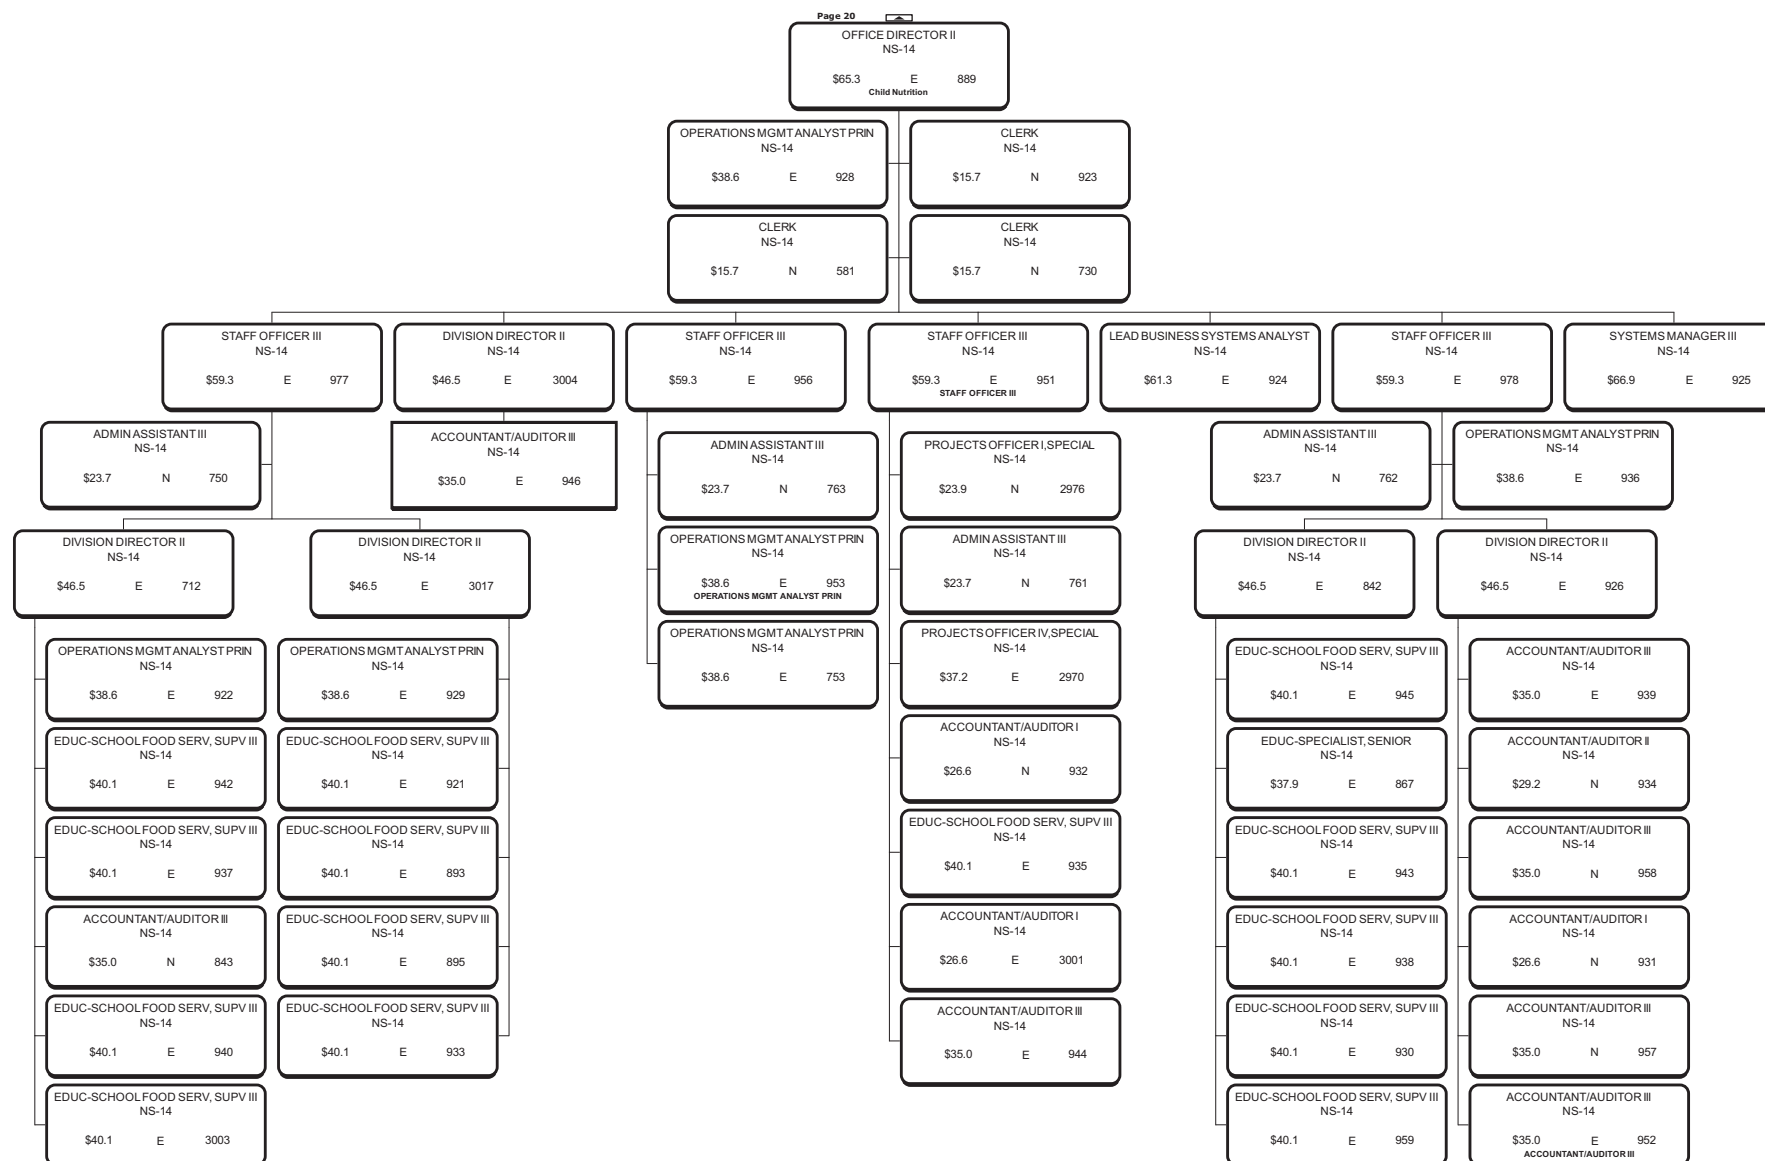 Page 20
OFFICE DIRECTOR II
NS-14
$65.3 E 889
Child Nutrition
OPERATIONS MGMT ANALYST PRIN
NS-14
$38.6 E 928
CLERK
NS-14
$15.7 N 923
CLERK
NS-14
$15.7 N 581
CLERK
NS-14
$15.7 N 730
STAFF OFFICER III
NS-14
$59.3 E 977
DIVISION DIRECTOR II
NS-14
$46.5 E 3004
STAFF OFFICER III
NS-14
$59.3 E 956
STAFF OFFICER III
NS-14
$59.3 E 951
STAFF OFFICER III
LEAD BUSINESS SYSTEMS ANALYST
NS-14
$61.3 E 924
STAFF OFFICER III
NS-14
$59.3 E 978
SYSTEMS MANAGER III
NS-14
$66.9 E 925
ADMIN ASSISTANT III
NS-14
$23.7 N 750
ACCOUNTANT/AUDITOR III
NS-14
$35.0 E 946
ADMIN ASSISTANT III
NS-14
$23.7 N 763
OPERATIONS MGMT ANALYST PRIN
NS-14
$38.6 E 953
OPERATIONS MGMT ANALYST PRIN
OPERATIONS MGMT ANALYST PRIN
NS-14
$38.6 E 753
PROJECTS OFFICER I,SPECIAL
NS-14
$23.9 N 2976
ADMIN ASSISTANT III
NS-14
$23.7 N 761
PROJECTS OFFICER IV,SPECIAL
NS-14
$37.2 E 2970
ACCOUNTANT/AUDITOR I
NS-14
$26.6 N 932
EDUC-SCHOOL FOOD SERV, SUPV III
NS-14
$40.1 E 935
ACCOUNTANT/AUDITOR I
NS-14
$26.6 E 3001
ACCOUNTANT/AUDITOR III
NS-14
$35.0 E 944
ADMIN ASSISTANT III
NS-14
$23.7 N 762
OPERATIONS MGMT ANALYST PRIN
NS-14
$38.6 E 936
DIVISION DIRECTOR II
NS-14
$46.5 E 712
DIVISION DIRECTOR II
NS-14
$46.5 E 3017
DIVISION DIRECTOR II
NS-14
$46.5 E 842
DIVISION DIRECTOR II
NS-14
$46.5 E 926
OPERATIONS MGMT ANALYST PRIN
NS-14
$38.6 E 922
EDUC-SCHOOL FOOD SERV, SUPV III
NS-14
$40.1 E 942
EDUC-SCHOOL FOOD SERV, SUPV III
NS-14
$40.1 E 937
ACCOUNTANT/AUDITOR III
NS-14
$35.0 N 843
EDUC-SCHOOL FOOD SERV, SUPV III
NS-14
$40.1 E 940
EDUC-SCHOOL FOOD SERV, SUPV III
NS-14
$40.1 E 3003
OPERATIONS MGMT ANALYST PRIN
NS-14
$38.6 E 929
EDUC-SCHOOL FOOD SERV, SUPV III
NS-14
$40.1 E 921
EDUC-SCHOOL FOOD SERV, SUPV III
NS-14
$40.1 E 893
EDUC-SCHOOL FOOD SERV, SUPV III
NS-14
$40.1 E 895
EDUC-SCHOOL FOOD SERV, SUPV III
NS-14
$40.1 E 933
EDUC-SCHOOL FOOD SERV, SUPV III
NS-14
$40.1 E 945
EDUC-SPECIALIST, SENIOR
NS-14
$37.9 E 867
EDUC-SCHOOL FOOD SERV, SUPV III
NS-14
$40.1 E 943
EDUC-SCHOOL FOOD SERV, SUPV III
NS-14
$40.1 E 938
EDUC-SCHOOL FOOD SERV, SUPV III
NS-14
$40.1 E 930
EDUC-SCHOOL FOOD SERV, SUPV III
NS-14
$40.1 E 959
ACCOUNTANT/AUDITOR III
NS-14
$35.0 E 939
ACCOUNTANT/AUDITOR II
NS-14
$29.2 N 934
ACCOUNTANT/AUDITOR III
NS-14
$35.0 N 958
ACCOUNTANT/AUDITOR I
NS-14
$26.6 N 931
ACCOUNTANT/AUDITOR III
NS-14
$35.0 N 957
ACCOUNTANT/AUDITOR III
NS-14
$35.0 E 952
ACCOUNTANT/AUDITOR III